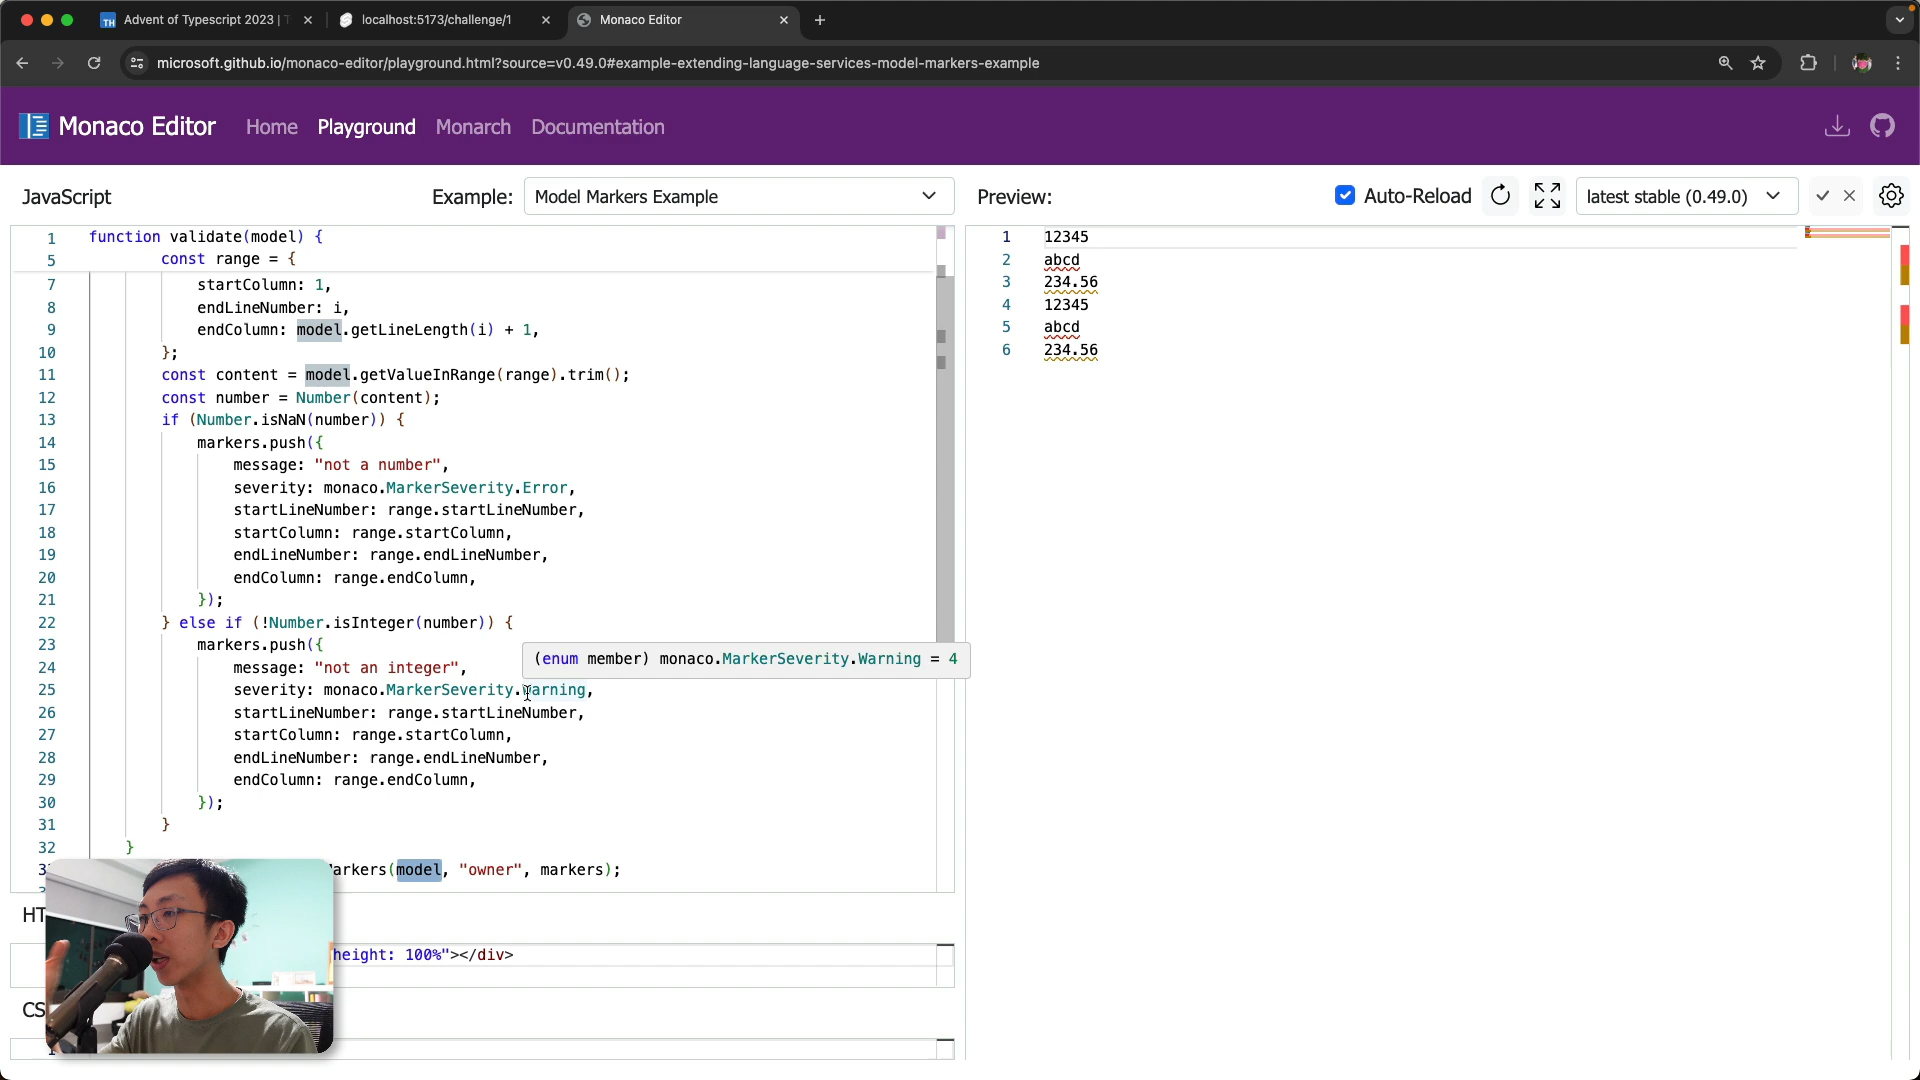 TH Advent of Typescript 2023 | T
localhost:5173/challenge/1
Monaco Editor
microsoft.github.io/monaco-editor/playground.html?source=v0.49.0#example-extending-language-services-model-markers-example
Monaco Editor Home Playground Monarch Documentation
JavaScript Example: Model Markers Example
Preview: Auto-Reload latest stable (0.49.0)
1 function validate(model) {
5 const range = {
7 startColumn: 1,
8 endLineNumber: i,
9 endColumn: model.getLineLength(i) + 1,
10 };
11 const content = model.getValueInRange(range).trim();
12 const number = Number(content);
13 if (Number.isNaN(number)) {
14 markers.push({
15 message: "not a number",
16 severity: monaco.MarkerSeverity.Error,
17 startLineNumber: range.startLineNumber,
18 startColumn: range.startColumn,
19 endLineNumber: range.endLineNumber,
20 endColumn: range.endColumn,
21 });
22 } else if (!Number.isInteger(number)) {
23 markers.push({
(enum member) monaco.MarkerSeverity.Warning = 4
24 message: "not an integer",
25 severity: monaco.MarkerSeverity.Warning,
26 startLineNumber: range.startLineNumber,
27 startColumn: range.startColumn,
28 endLineNumber: range.endLineNumber,
29 endColumn: range.endColumn,
30 });
31 }
32 }
arkers(model, "owner", markers);
HT
height: 100%"></div>
CS
1 12345
2 abcd
3 234.56
4 12345
5 abcd
6 234.56